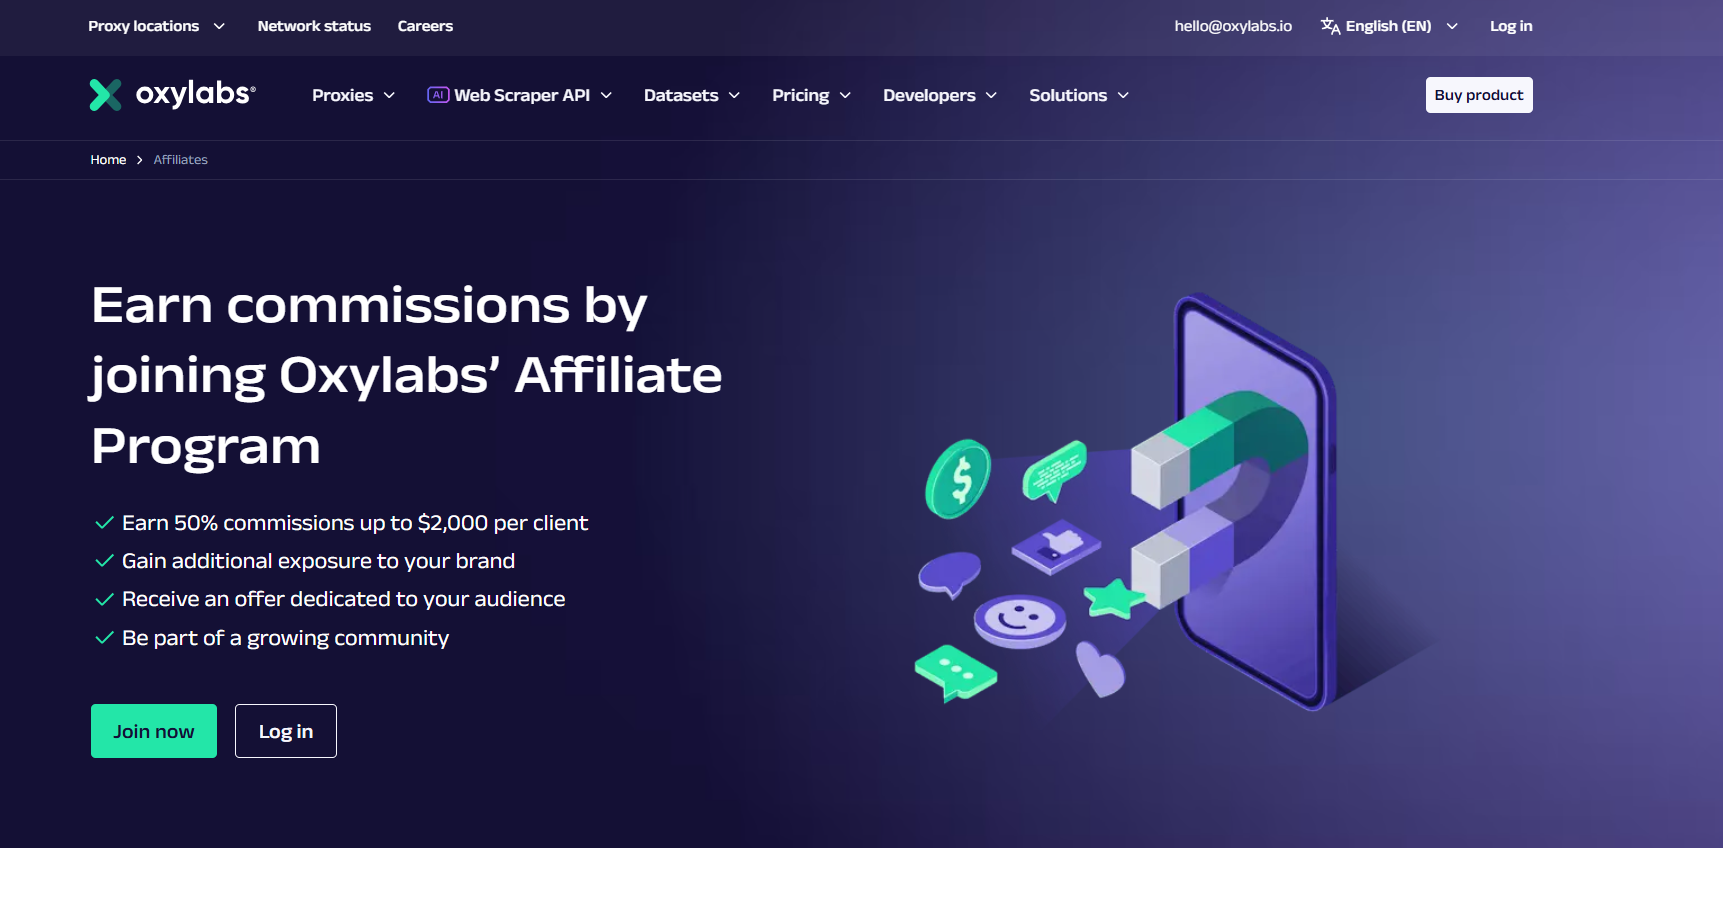 Proxy locations
Network status
Careers
hello@oxylabs.io
English (EN)
Log in
oxylabs®
Proxies
AI Web Scraper API
Datasets
Pricing
Developers
Solutions
Buy product
Home
Affiliates
Earn commissions by
joining Oxylabs’ Affiliate
Program
Earn 50% commissions up to $2,000 per client
Gain additional exposure to your brand
Receive an offer dedicated to your audience
Be part of a growing community
Join now
Log in
$